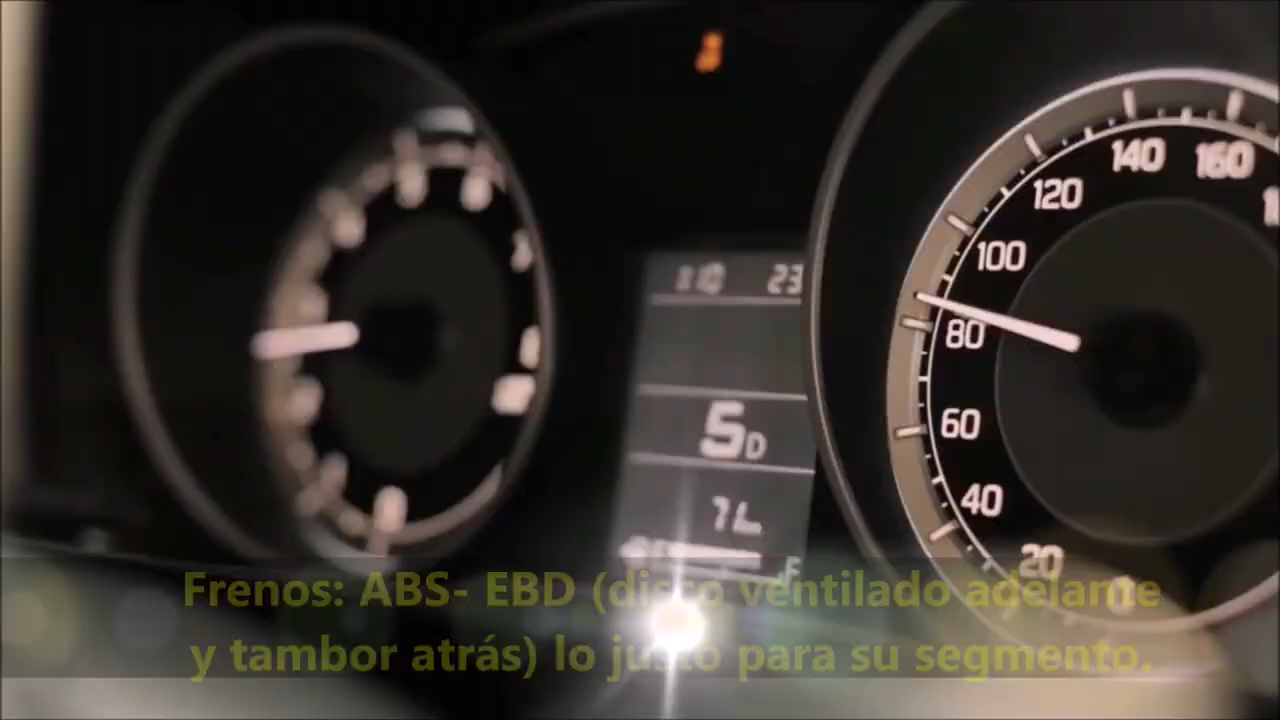 140 160
120
100
80
60
40
20
0
23
5D
F
Frenos: ABS- EBD (disco ventilado adelante
y tambor atrás) lo justo para su segmento.